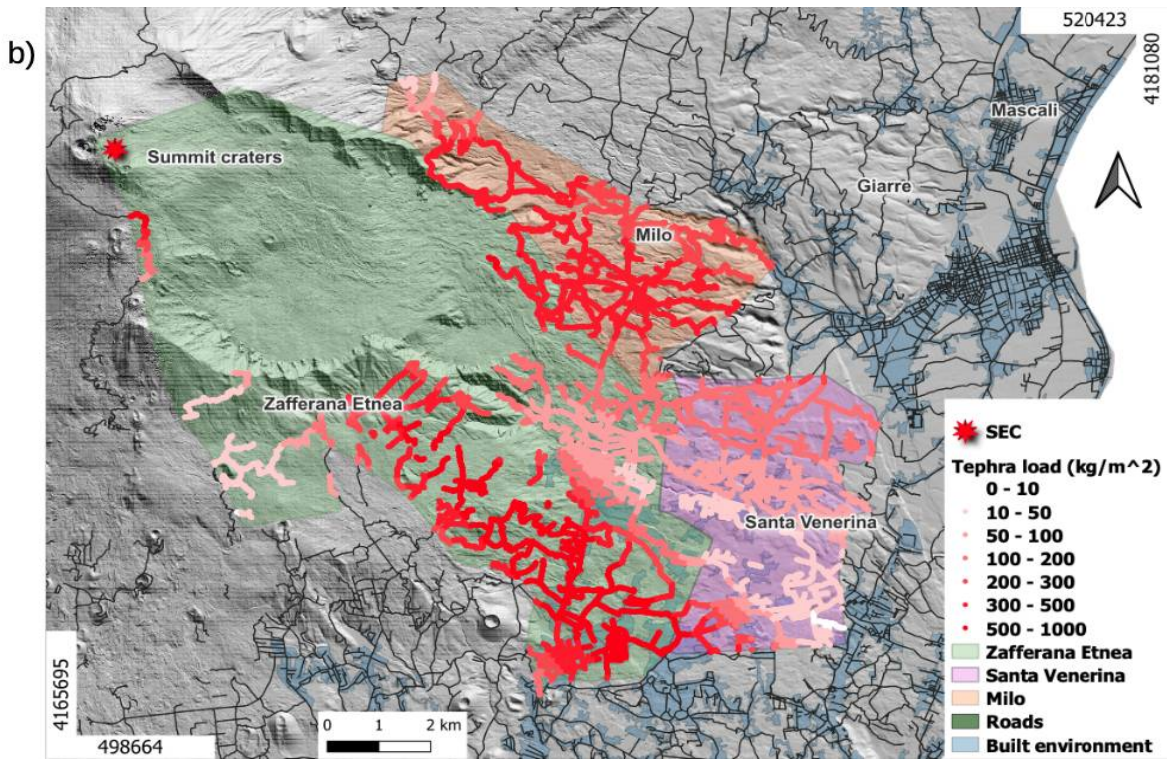 b)
520423
4181080
Mascali
Summit craters
Giarre
Milo
Zafferana Etnea
Santa Venerina
SEC
Tephra load (kg/m^2)
0 - 10
10 - 50
50 - 100
100 - 200
200 - 300
300 - 500
500 - 1000
Zafferana Etnea
Santa Venerina
Milo
Roads
Built environment
4165695
498664
0 1 2 km